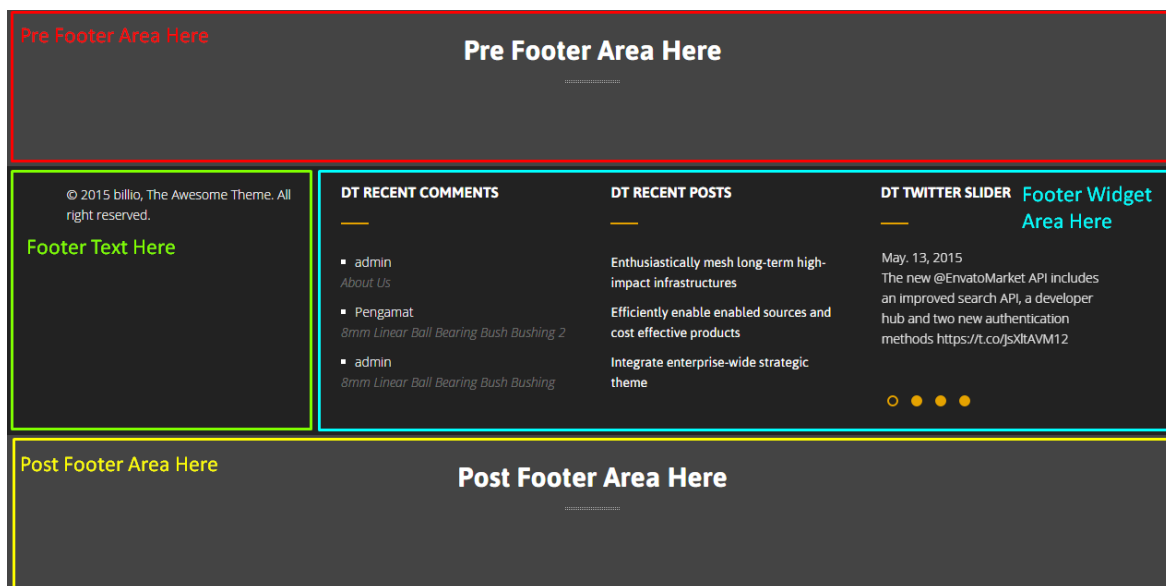 Pre Footer Area Here
Pre Footer Area Here
© 2015 billio, The Awesome Theme. All
right reserved.
Footer Text Here
DT RECENT COMMENTS
admin
About Us
Pengamat
8mm Linear Ball Bearing Bush Bushing 2
admin
8mm Linear Ball Bearing Bush Bushing
DT RECENT POSTS
Enthusiastically mesh long-term high-
impact infrastructures
Efficiently enable enabled sources and
cost effective products
Integrate enterprise-wide strategic
theme
DT TWITTER SLIDER
Footer Widget
Area Here
May. 13, 2015
The new @EnvatoMarket API includes
an improved search API, a developer
hub and two new authentication
methods https://t.co/JsXltAVM12
Post Footer Area Here
Post Footer Area Here